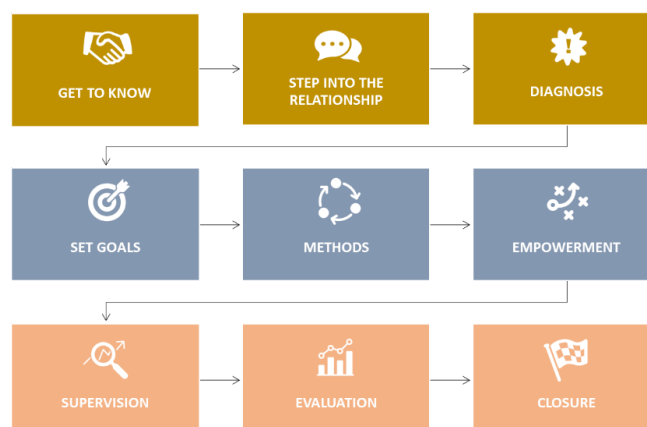 GET TO KNOW
STEP INTO THE
RELATIONSHIP
DIAGNOSIS
SET GOALS
METHODS
EMPOWERMENT
SUPERVISION
EVALUATION
CLOSURE